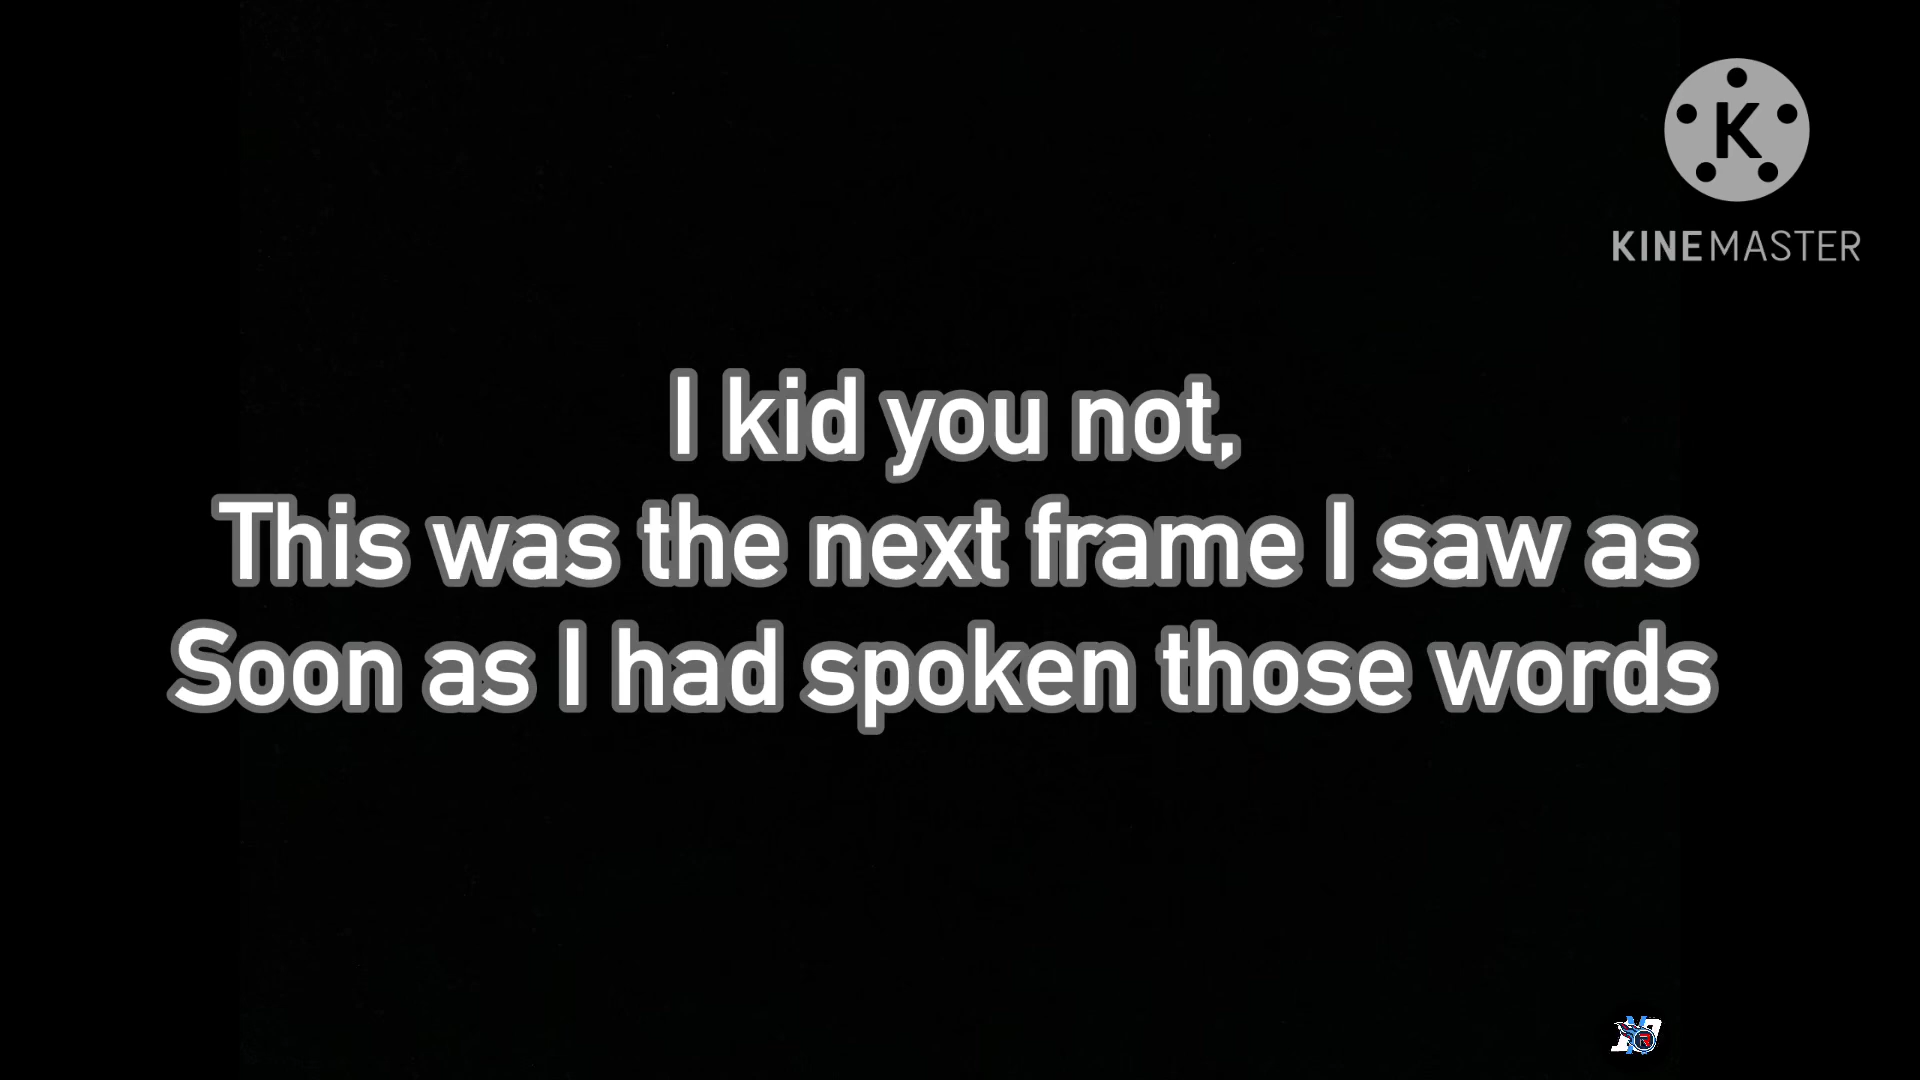 K
KINEMASTER
I kid you not,
This was the next frame I saw as
Soon as I had spoken those words